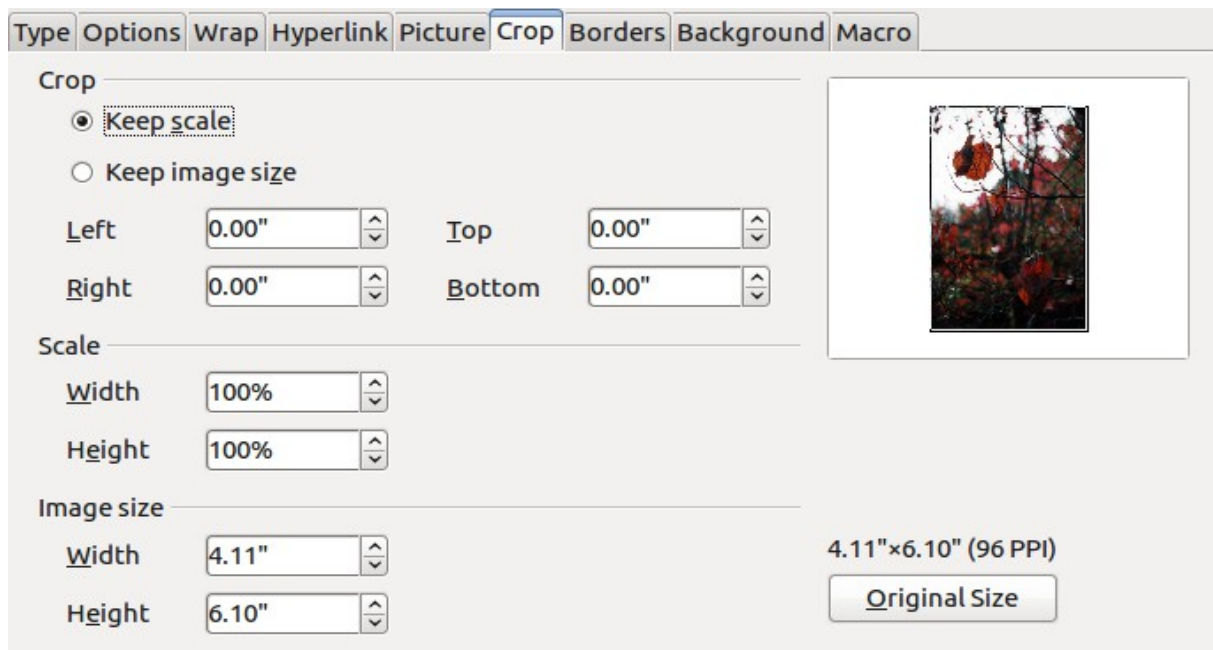 Type Options Wrap Hyperlink Picture Crop Borders Background Macro
Crop
Keep scale
Keep image size
Left 0.00" Top 0.00"
Right 0.00" Bottom 0.00"
Scale
Width 100%
Height 100%
Image size
Width 4.11" 4.11"×6.10" (96 PPI)
Height 6.10" Original Size